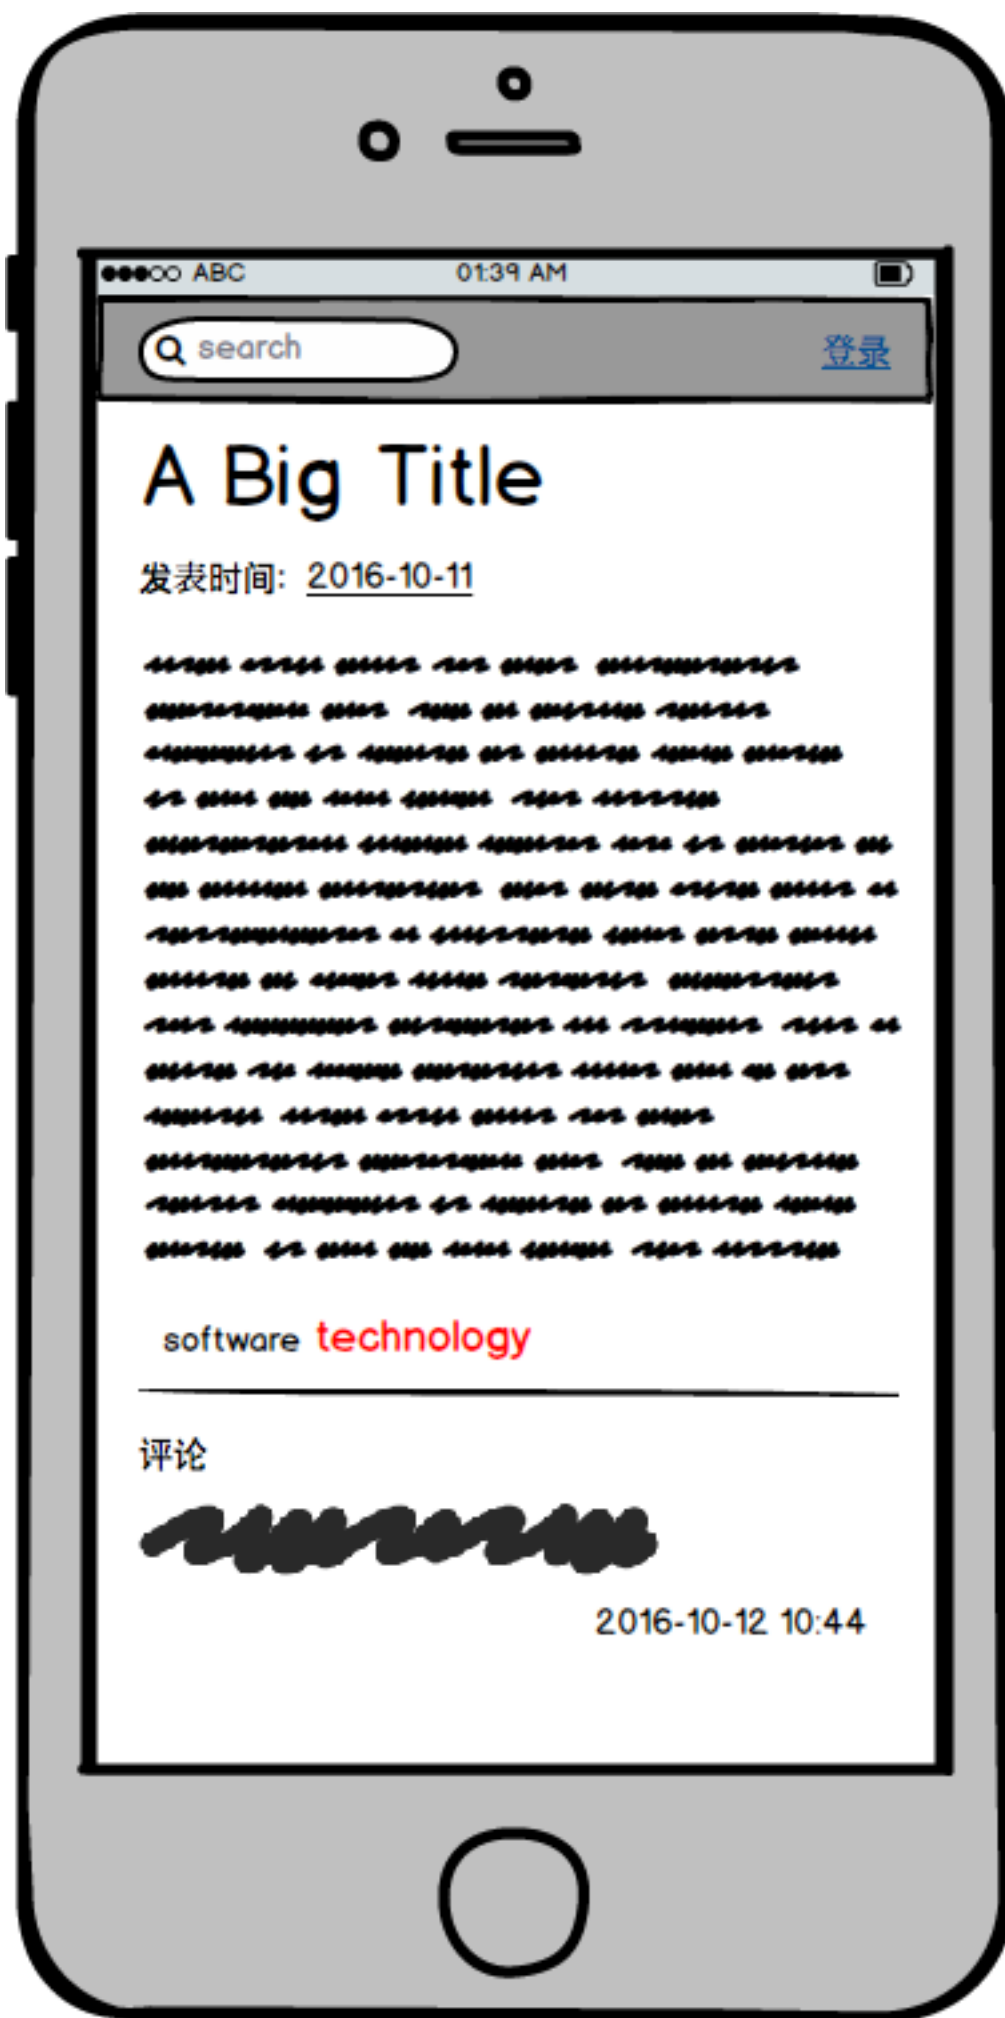 ABC 01:39 AM
search 登录
A Big Title
发表时间: 2016-10-11
software technology
评论
2016-10-12 10:44